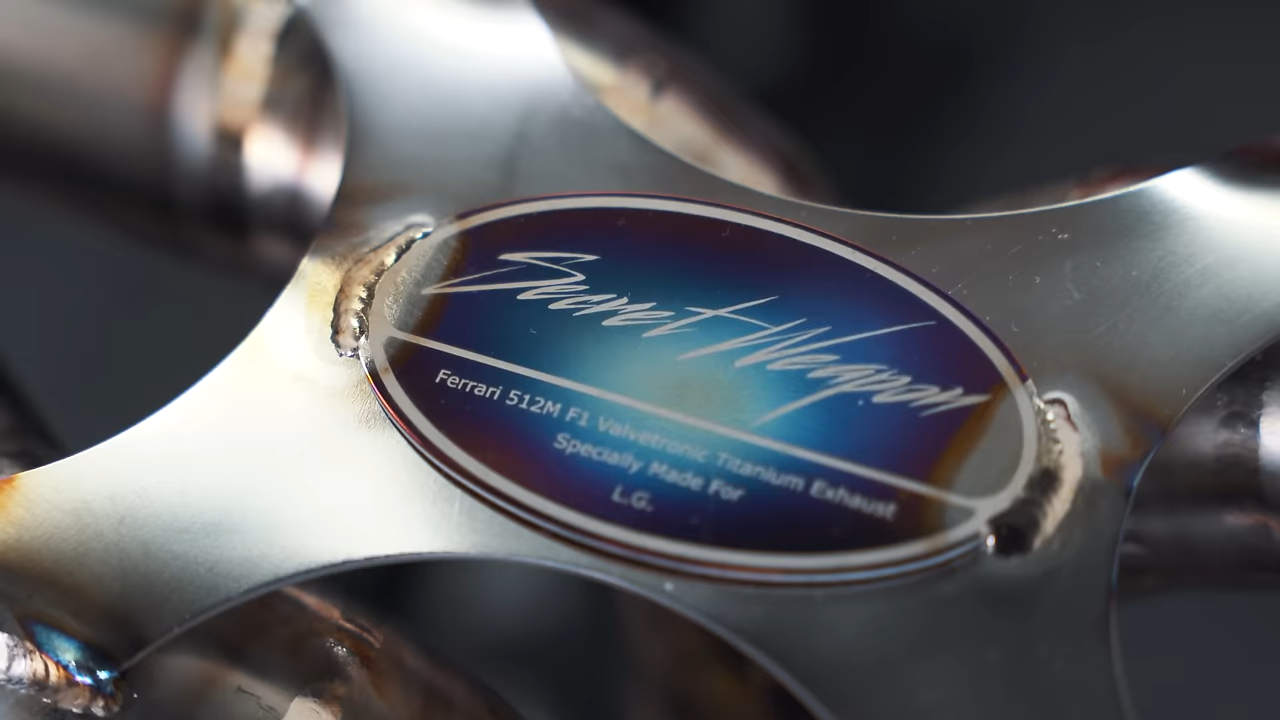 Secret Weapon
Ferrari 512M F1 Valvetronic Titanium Exhaust
Specially Made For
L.G.